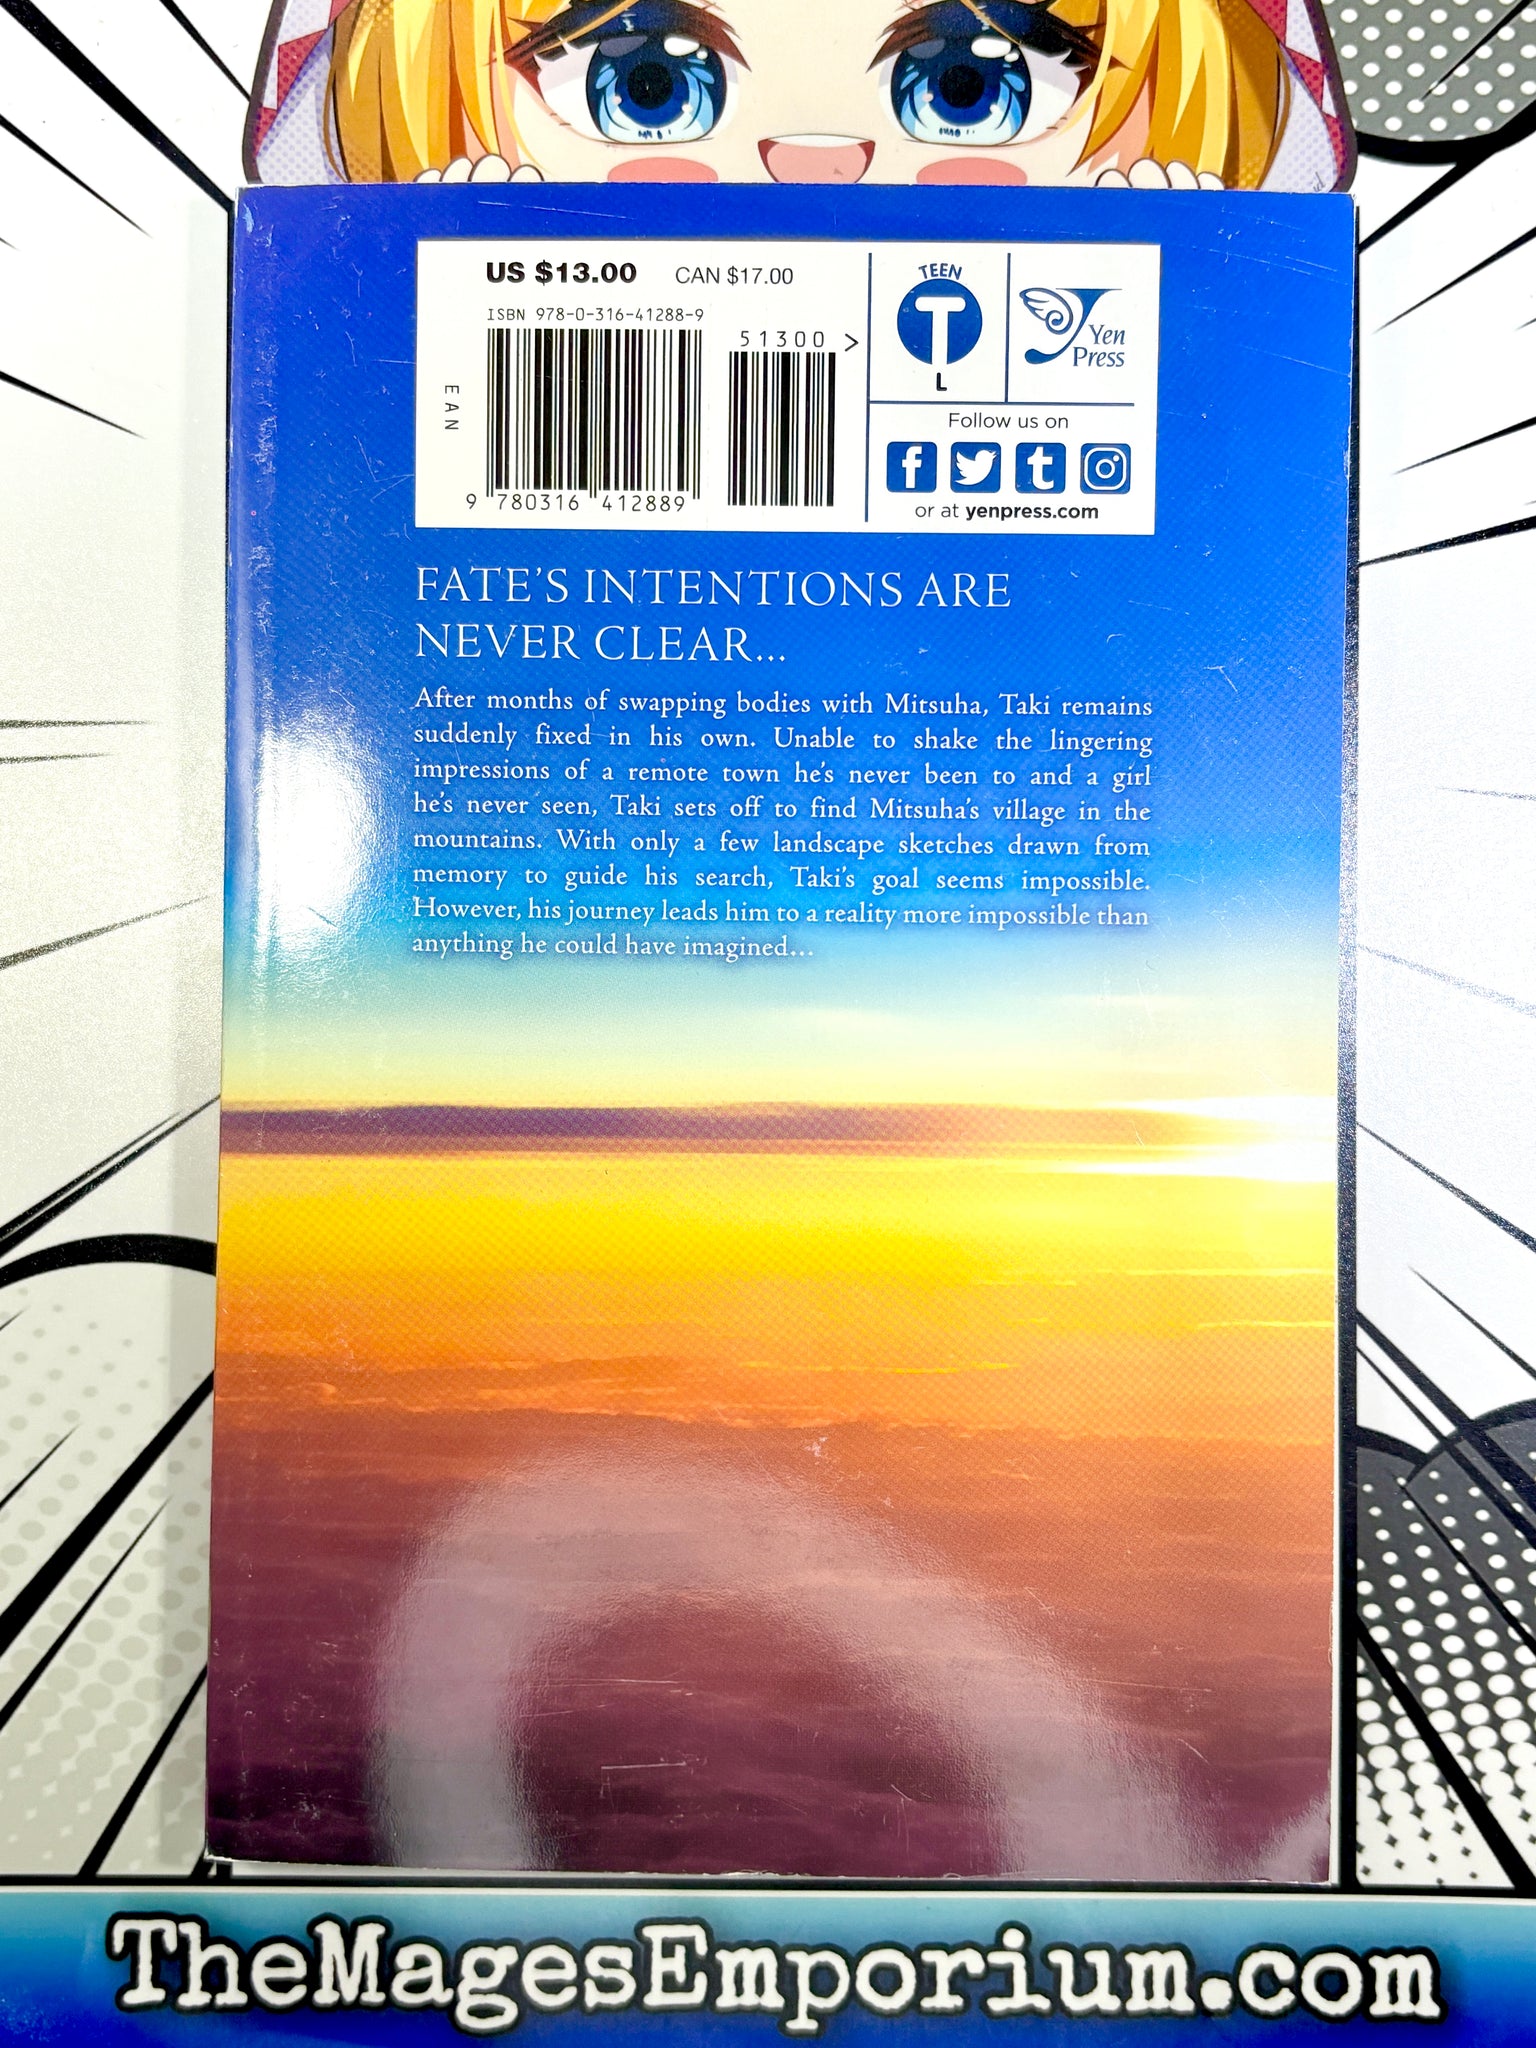 US $13.00 CAN $17.00
ISBN 978-0-316-41288-9
51300 >
EAN
9 780316 412889
TEEN
T
L
Yen
Press
Follow us on
f t
or at yenpress.com
FATE'S INTENTIONS ARE
NEVER CLEAR...
After months of swapping bodies with Mitsuha, Taki remains
suddenly fixed in his own. Unable to shake the lingering
impressions of a remote town he's never been to and a girl
he's never seen, Taki sets off to find Mitsuha's village in the
mountains. With only a few landscape sketches drawn from
memory to guide his search, Taki's goal seems impossible.
However, his journey leads him to a reality more impossible than
anything he could have imagined...
TheMagesEmporium.com